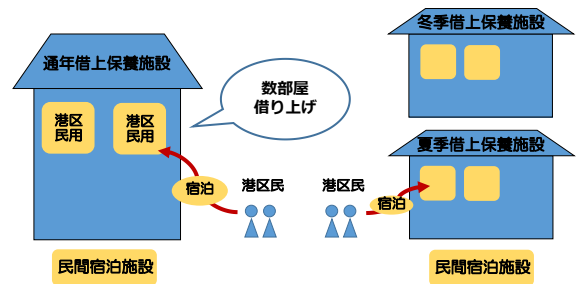 通年借上保養施設
港区
民用
港区
民用
数部屋
借り上げ
宿泊
港区民
民間宿泊施設
冬季借上保養施設
夏季借上保養施設
港区民
宿泊
民間宿泊施設